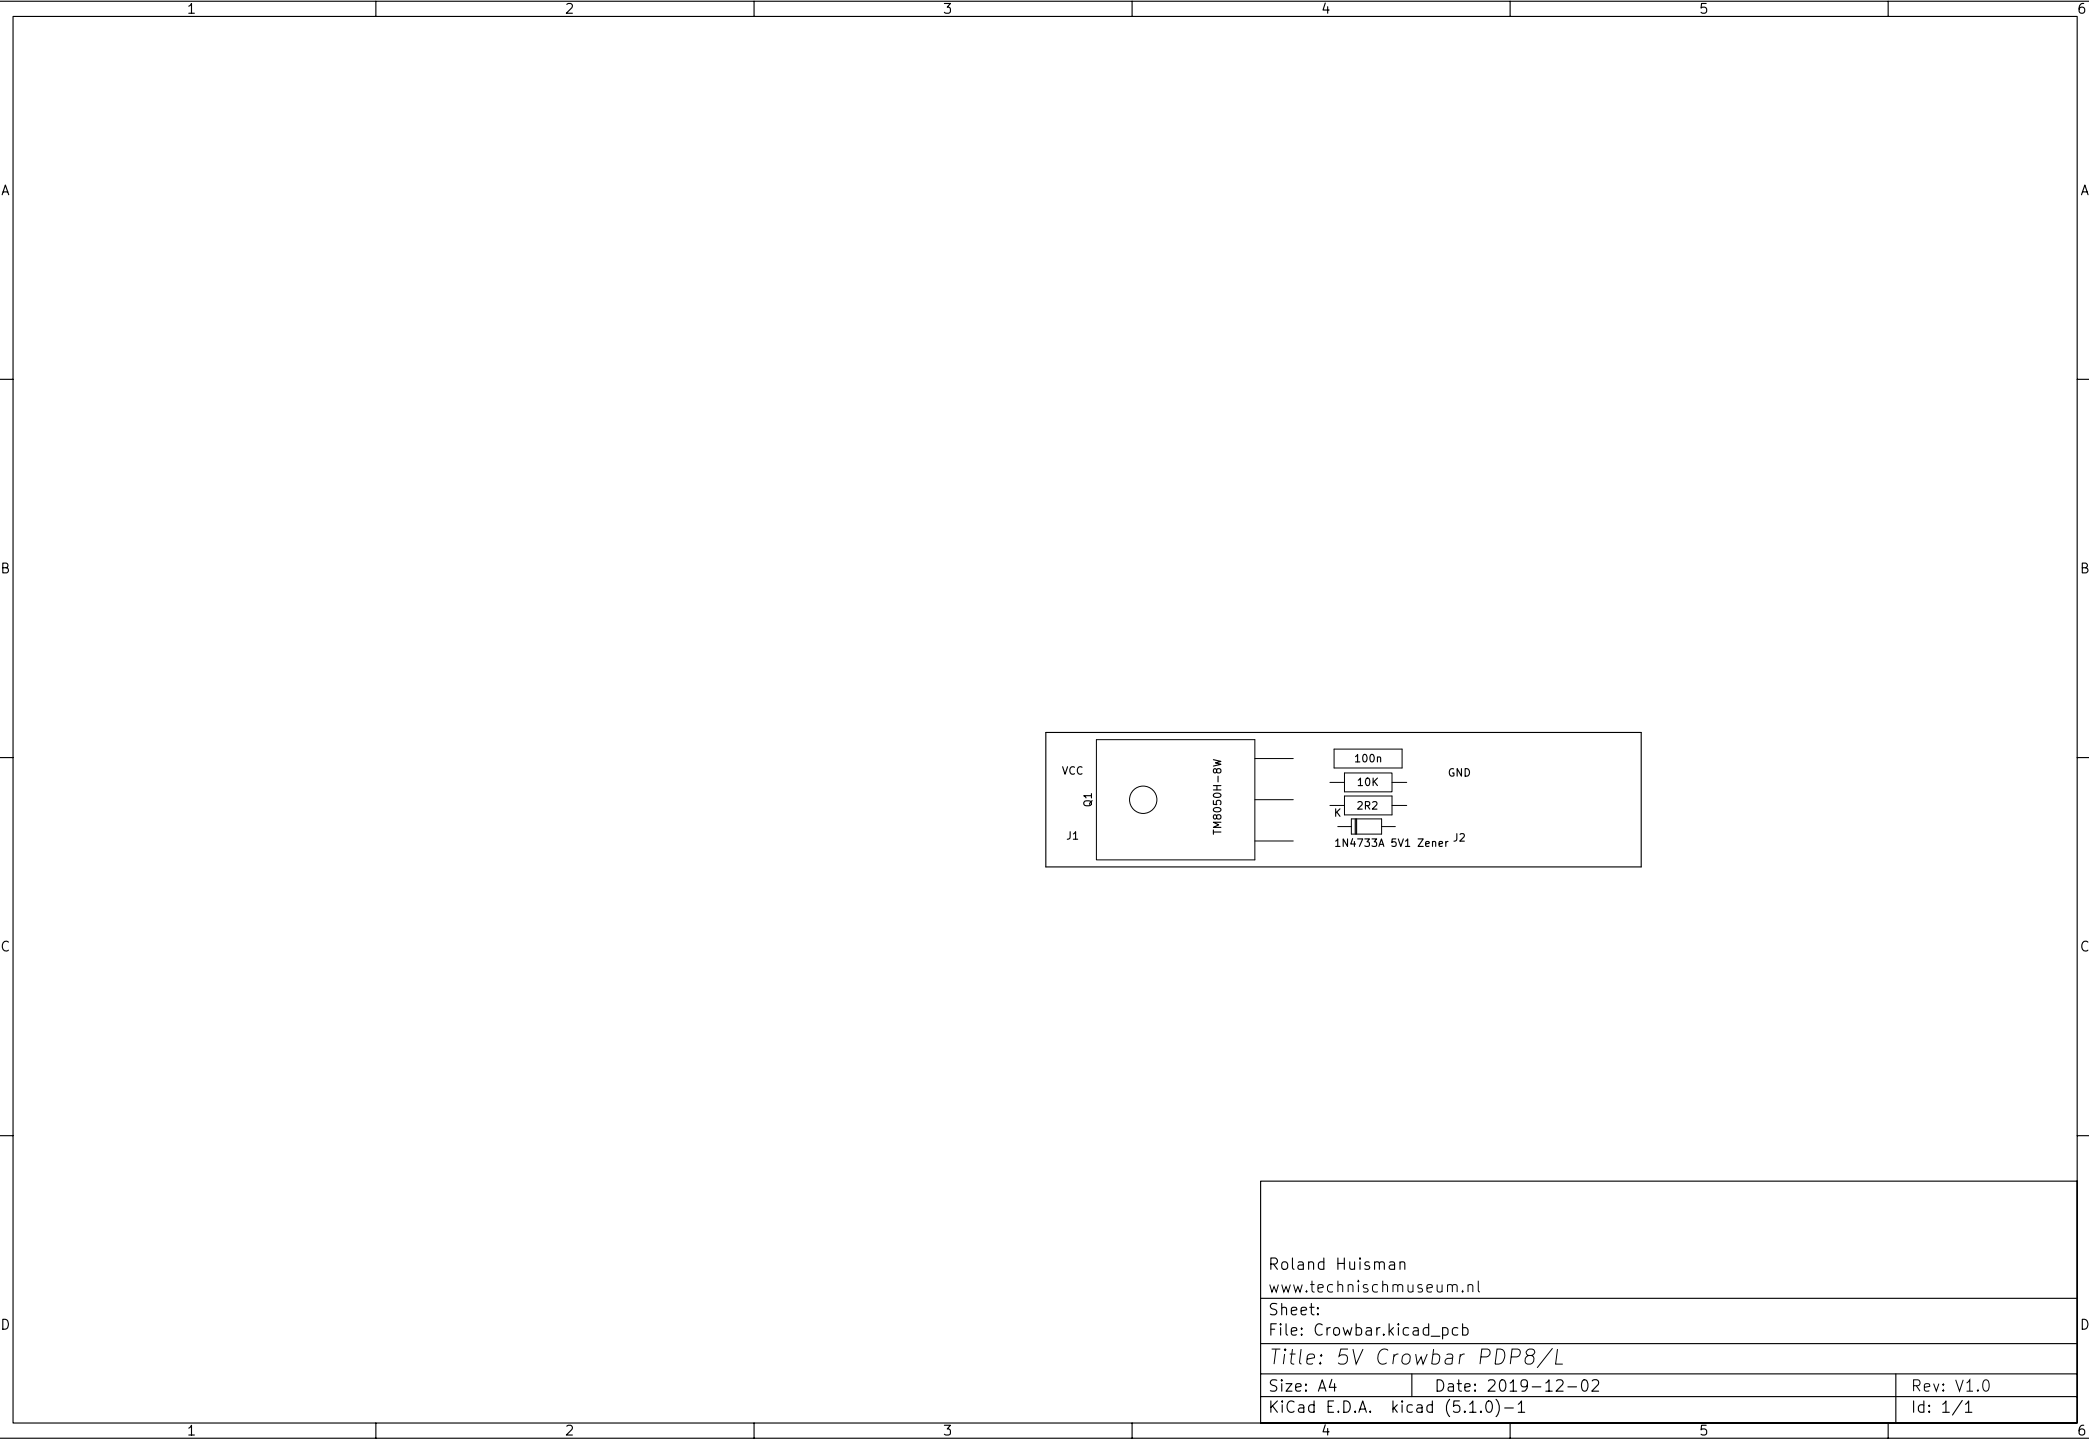 1 2 3 4 5 6
A A
B B
VCC
Q1
J1
TM8050H-8W
100n
10K
2R2
K
1N4733A 5V1 Zener
GND
J2
C C
Roland Huisman
www.technischmuseum.nl
Sheet:
File: Crowbar.kicad_pcb
D D
Title: 5V Crowbar PDP8/L
Size: A4 Date: 2019-12-02 Rev: V1.0
KiCad E.D.A. kicad (5.1.0)-1 Id: 1/1
1 2 3 4 5 6